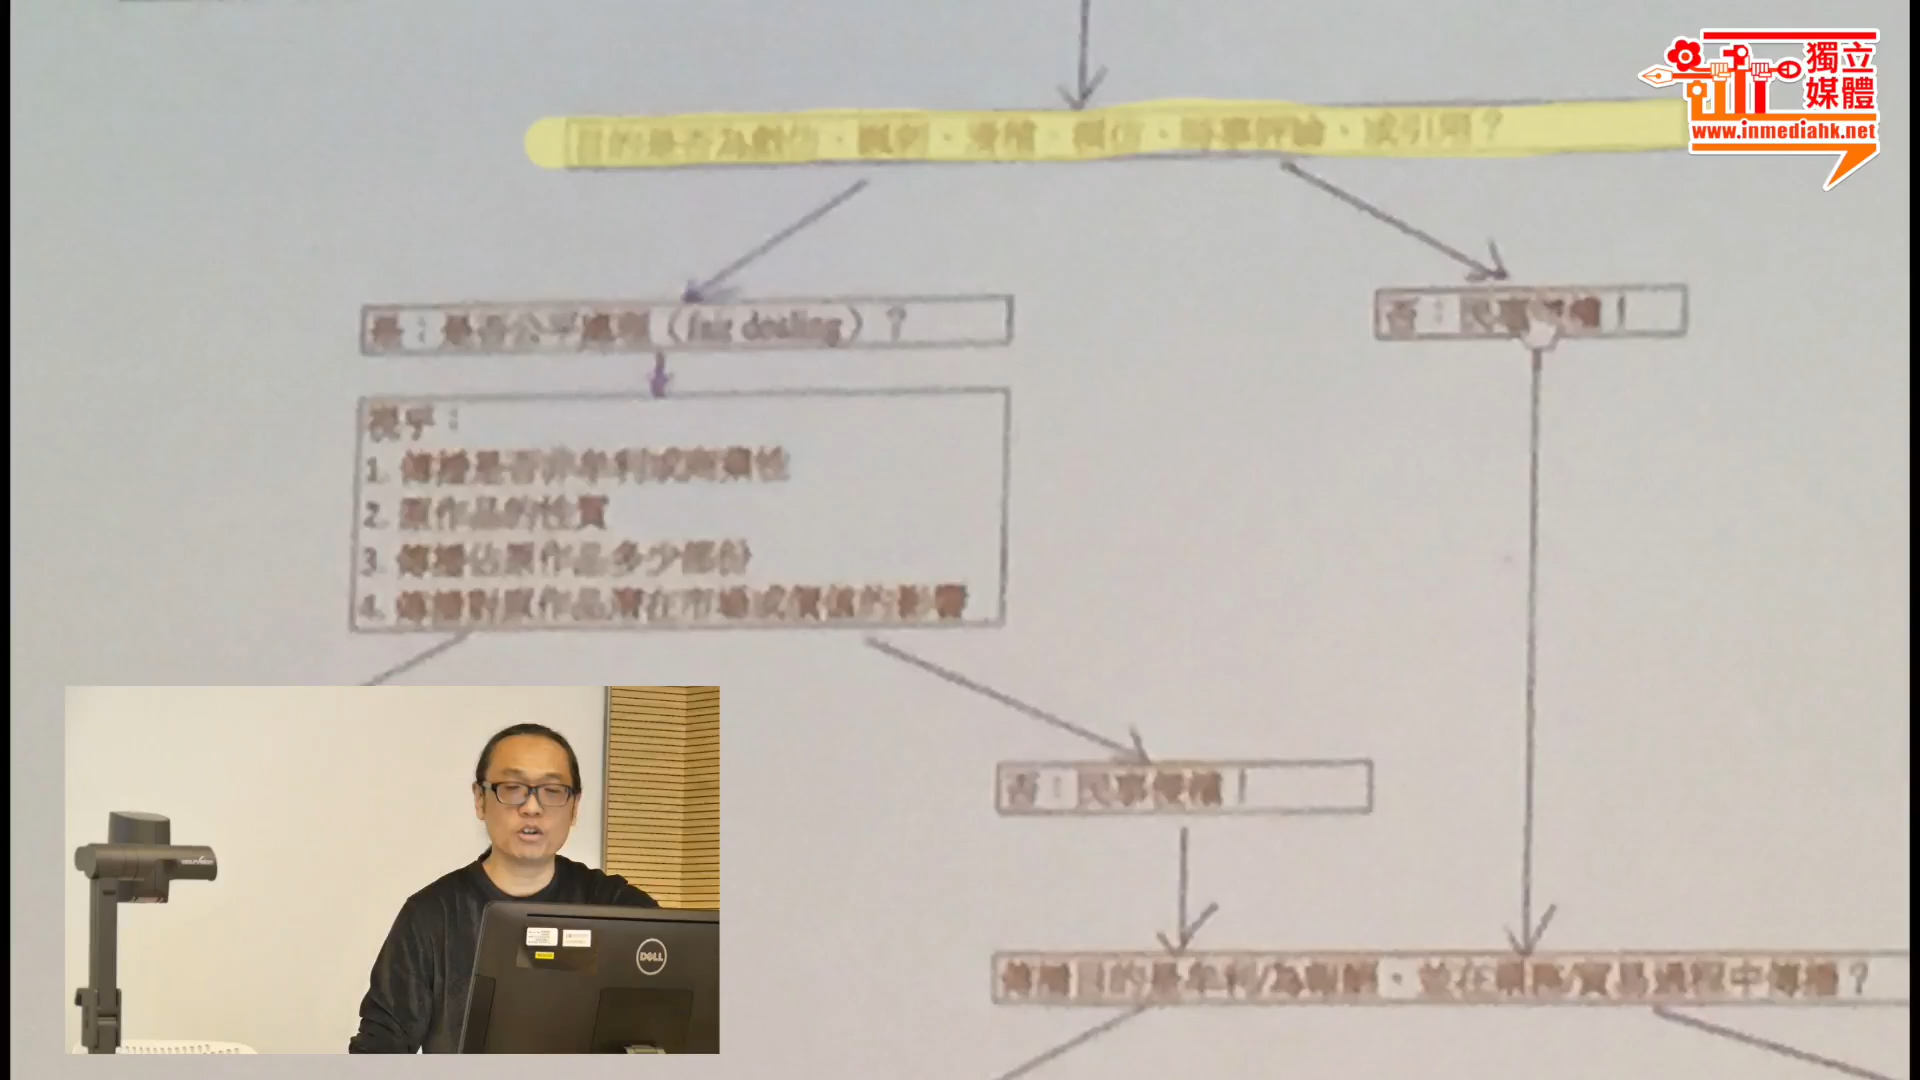 獨立
媒體
www.inmediahk.net
目的是否為戲仿、諷刺、滑稽、模仿、時事評論、或引用？
是：是否公平處理（fair dealing）？
否：民事侵權！
視乎：
1. 傳播是否非牟利或商業性
2. 原作品的性質
3. 傳播佔原作品多少部份
4. 傳播對原作品潛在市場或價值的影響
否：民事侵權！
DELL
傳播目的是牟利/為報酬，並在業務/貿易過程中傳播？